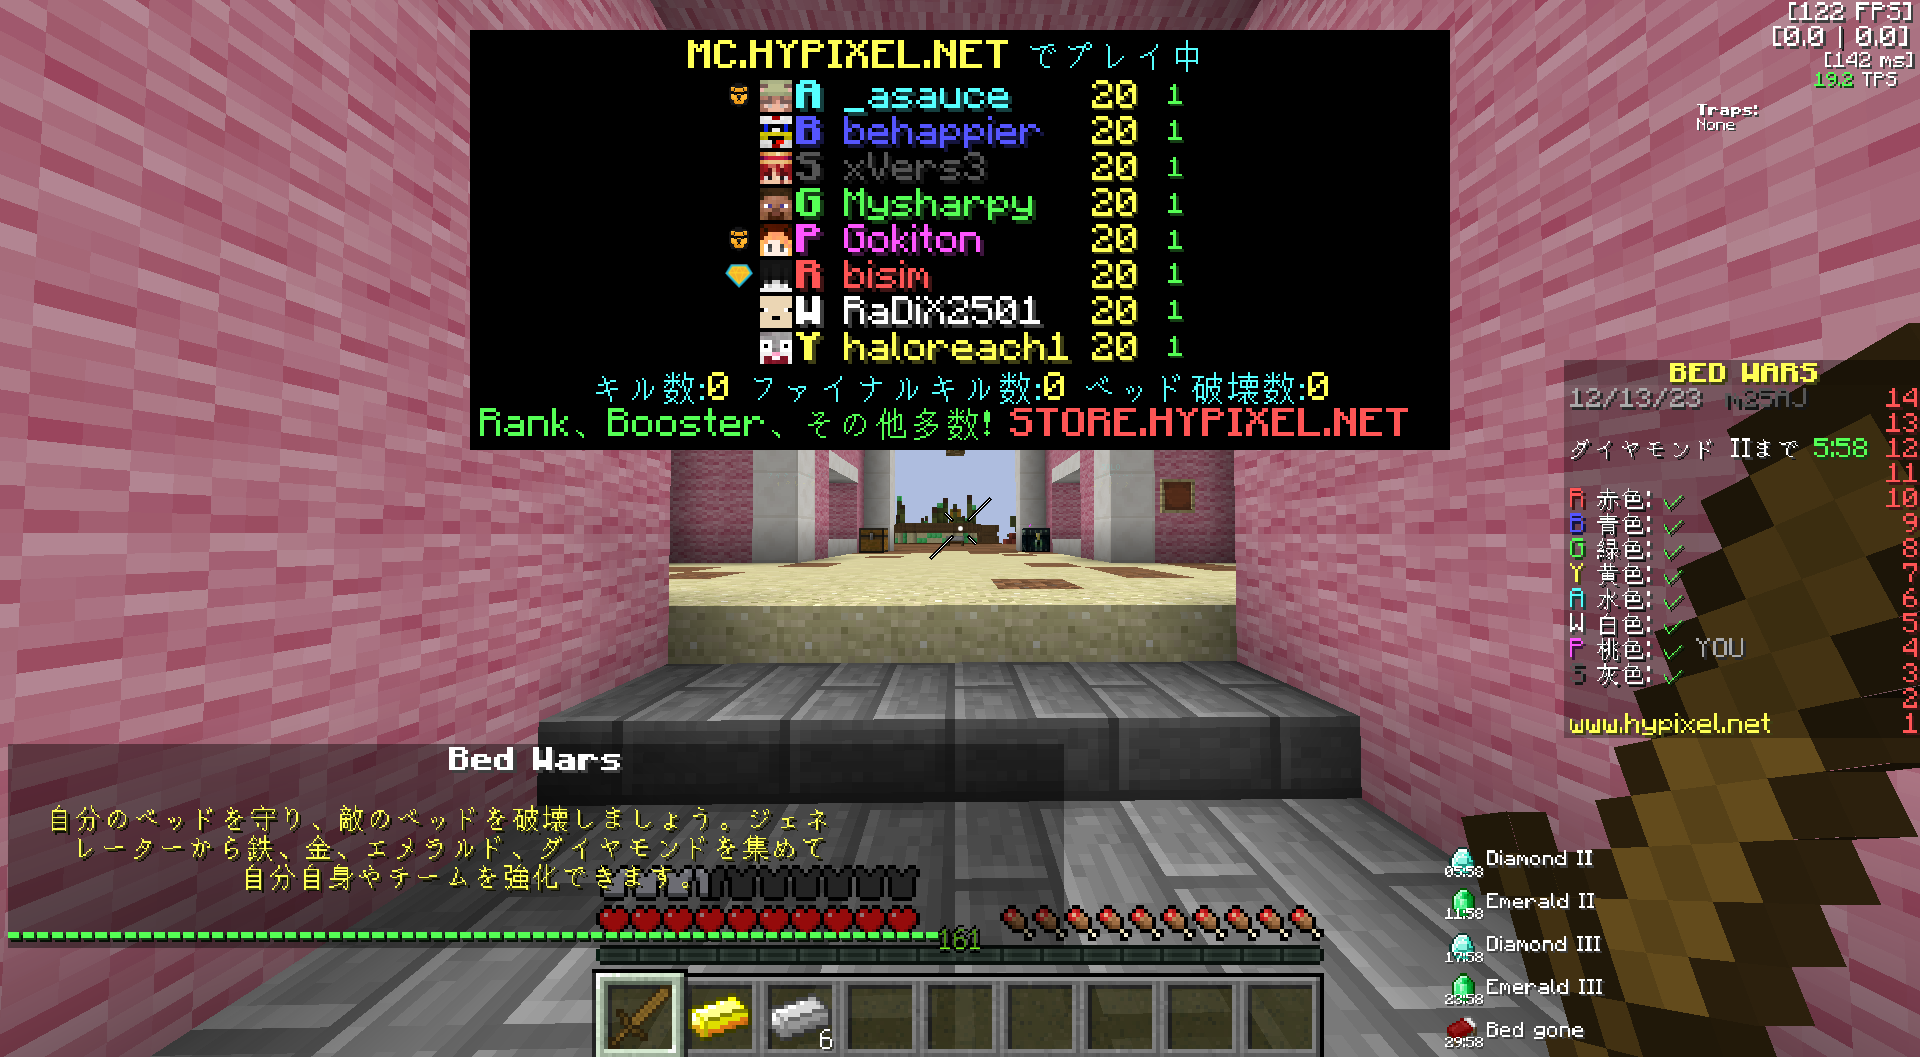 MC.HYPIXEL.NET でプレイ中
A _asauce 20 1
B behappier 20 1
S xVers3 20 1
G Mysharpy 20 1
P Gokiton 20 1
R bisim 20 1
W RaDiX2501 20 1
Y haloreach1 20 1
キル数:0 ファイナルキル数:0 ベッド破壊数:0
Rank、Booster、その他多数! STORE.HYPIXEL.NET
[122 FPS]
[0.0 | 0.0]
[142 ms]
19.2 TPS
Traps:
None
BED WARS
12/13/23 m25AJ 14
13
ダイヤモンド IIまで 5:58 12
11
R 赤色: ✓ 10
B 青色: ✓ 9
G 緑色: ✓ 8
Y 黄色: ✓ 7
A 水色: ✓ 6
W 白色: ✓ 5
P 桃色: ✓ YOU 4
S 灰色: ✓ 3
2
www.hypixel.net 1
Bed Wars
自分のベッドを守り、敵のベッドを破壊しましょう。ジェネ
レーターから鉄、金、エメラルド、ダイヤモンドを集めて
自分自身やチームを強化できます。
161
6
Diamond II
05:58
Emerald II
11:58
Diamond III
17:58
Emerald III
23:58
Bed gone
29:58